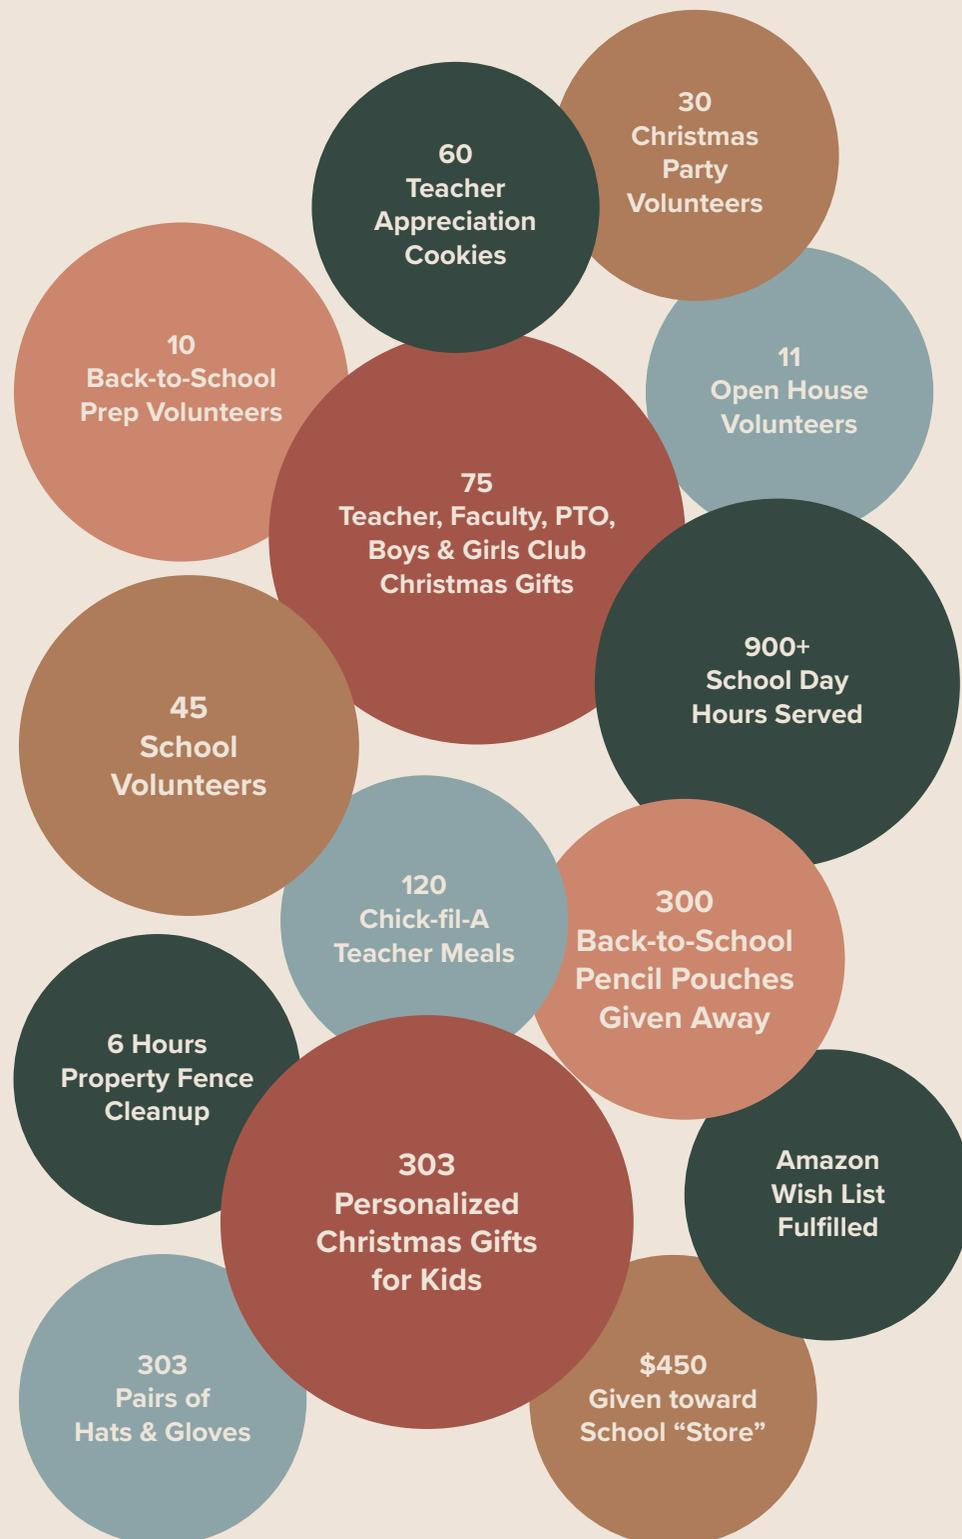 30
Christmas
Party
Volunteers
60
Teacher
Appreciation
Cookies
10
Back-to-School
Prep Volunteers
11
Open House
Volunteers
75
Teacher, Faculty, PTO,
Boys & Girls Club
Christmas Gifts
900+
School Day
Hours Served
45
School
Volunteers
120
Chick-fil-A
Teacher Meals
300
Back-to-School
Pencil Pouches
Given Away
6 Hours
Property Fence
Cleanup
303
Personalized
Christmas Gifts
for Kids
Amazon
Wish List
Fulfilled
303
Pairs of
Hats & Gloves
$450
Given toward
School “Store”